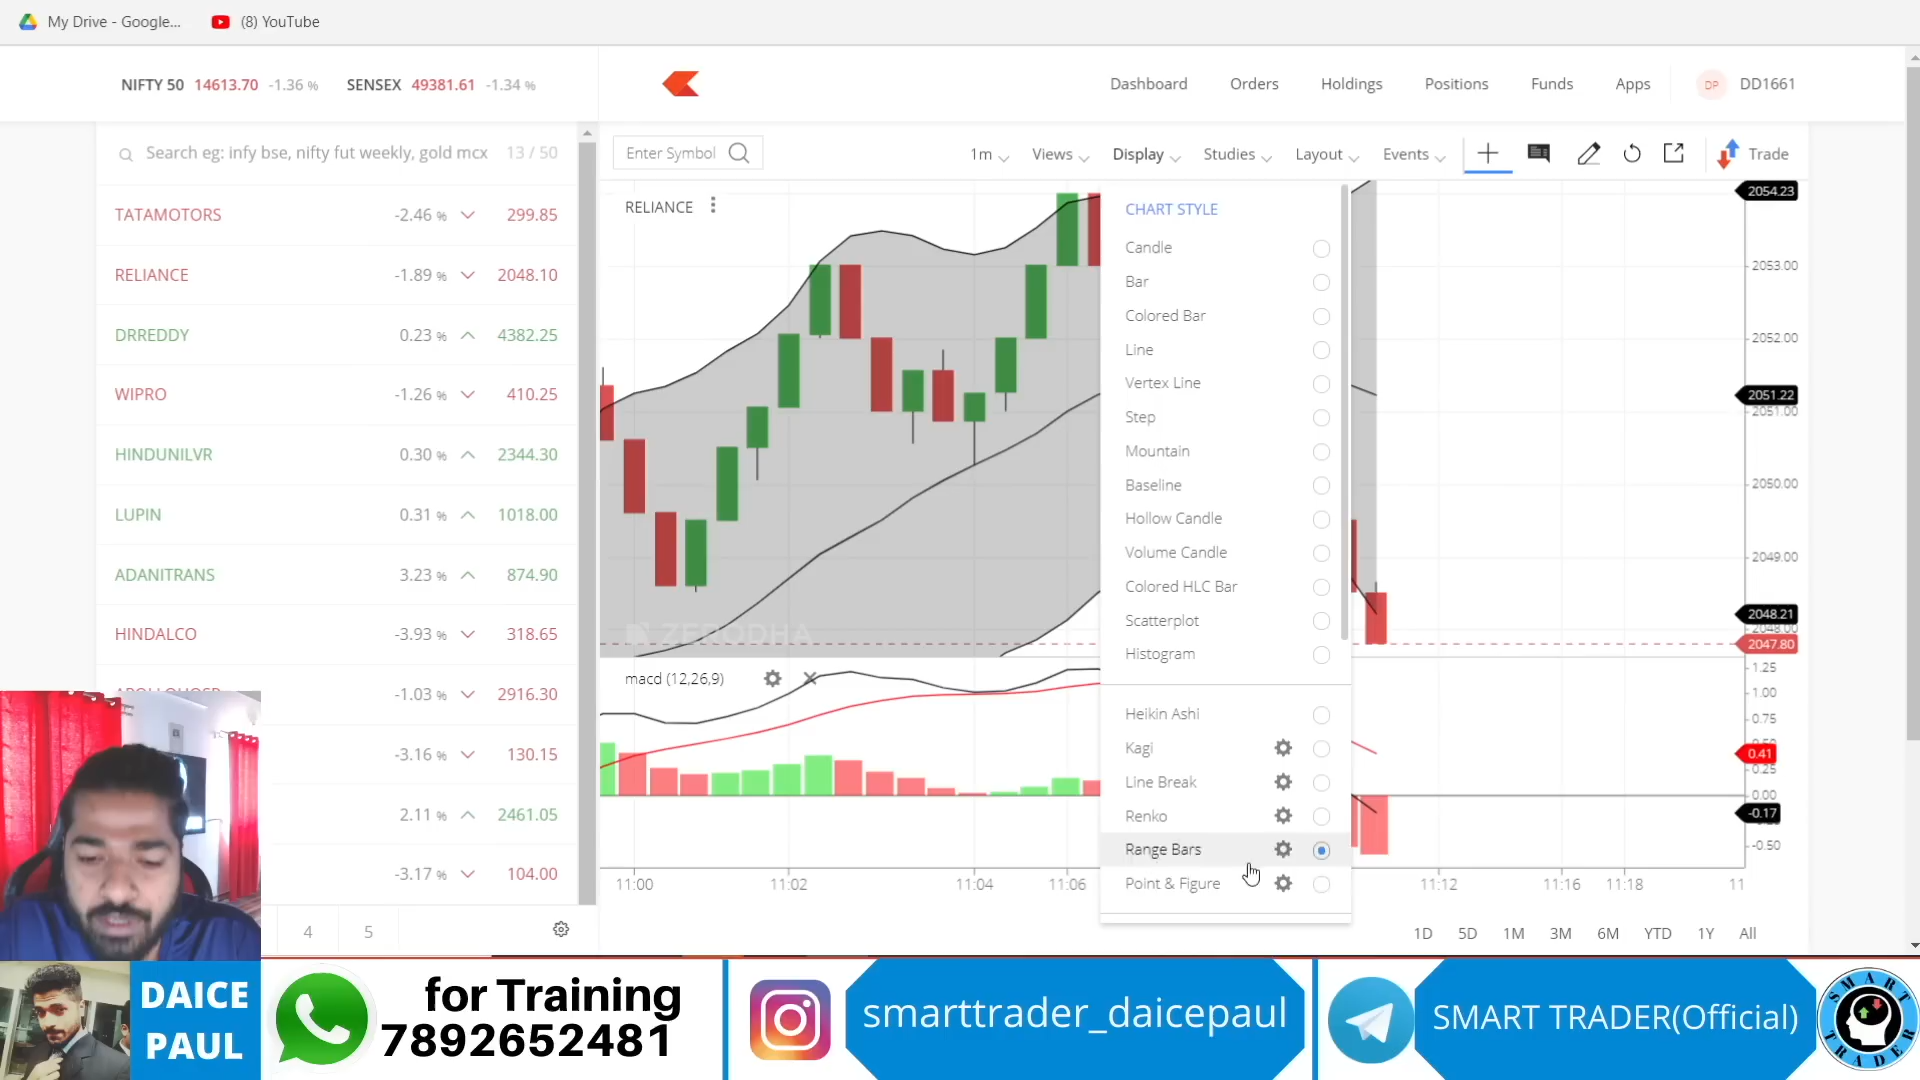 My Drive - Google...
(8) YouTube
NIFTY 50 14613.70 -1.36 % SENSEX 49381.61 -1.34 %
Dashboard Orders Holdings Positions Funds Apps DP DD1661
Search eg: infy bse, nifty fut weekly, gold mcx 13 / 50
Enter Symbol 1m Views Display Studies Layout Events Trade
TATAMOTORS -2.46 % 299.85
RELIANCE -1.89 % 2048.10
DRREDDY 0.23 % 4382.25
WIPRO -1.26 % 410.25
HINDUNILVR 0.30 % 2344.30
LUPIN 0.31 % 1018.00
ADANITRANS 3.23 % 874.90
HINDALCO -3.93 % 318.65
-1.03 % 2916.30
-3.16 % 130.15
2.11 % 2461.05
-3.17 % 104.00
4 5
RELIANCE
ZERODHA
macd (12,26,9)
CHART STYLE
Candle
Bar
Colored Bar
Line
Vertex Line
Step
Mountain
Baseline
Hollow Candle
Volume Candle
Colored HLC Bar
Scatterplot
Histogram
Heikin Ashi
Kagi
Line Break
Renko
Range Bars
Point & Figure
2054.23
2053.00
2052.00
2051.22
2051.00
2050.00
2049.00
2048.21
2048.00
2047.80
1.25
1.00
0.75
0.41
0.25
0.00
-0.17
-0.50
11:00 11:02 11:04 11:06 11:12 11:16 11:18 11
1D 5D 1M 3M 6M YTD 1Y All
DAICE
PAUL
for Training
7892652481
smarttrader_daicepaul
SMART TRADER(Official)
SMART
TRADER